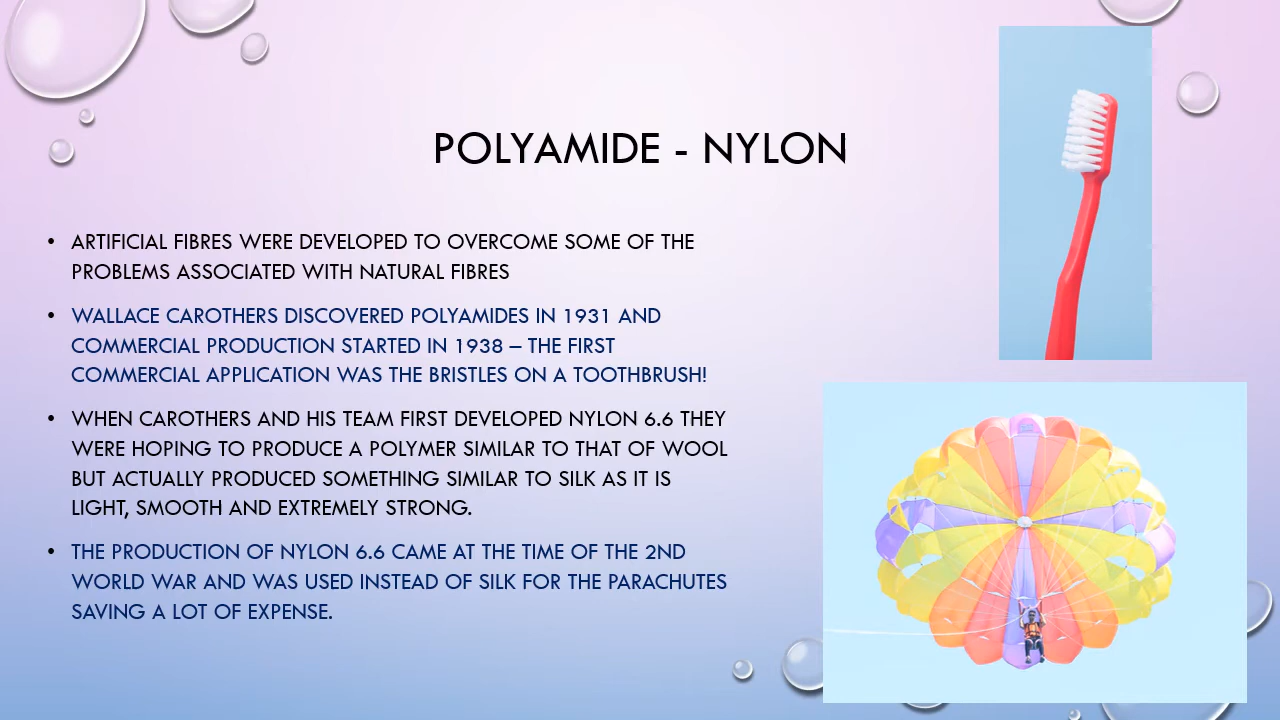 POLYAMIDE - NYLON
• ARTIFICIAL FIBRES WERE DEVELOPED TO OVERCOME SOME OF THE
PROBLEMS ASSOCIATED WITH NATURAL FIBRES
• WALLACE CAROTHERS DISCOVERED POLYAMIDES IN 1931 AND
COMMERCIAL PRODUCTION STARTED IN 1938 – THE FIRST
COMMERCIAL APPLICATION WAS THE BRISTLES ON A TOOTHBRUSH!
• WHEN CAROTHERS AND HIS TEAM FIRST DEVELOPED NYLON 6.6 THEY
WERE HOPING TO PRODUCE A POLYMER SIMILAR TO THAT OF WOOL
BUT ACTUALLY PRODUCED SOMETHING SIMILAR TO SILK AS IT IS
LIGHT, SMOOTH AND EXTREMELY STRONG.
• THE PRODUCTION OF NYLON 6.6 CAME AT THE TIME OF THE 2ND
WORLD WAR AND WAS USED INSTEAD OF SILK FOR THE PARACHUTES
SAVING A LOT OF EXPENSE.